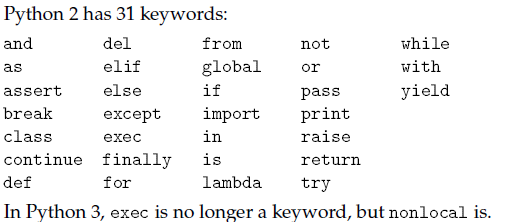 Python 2 has 31 keywords:
and del from not while
as elif global or with
assert else if pass yield
break except import print
class exec in raise
continue finally is return
def for lambda try
In Python 3, exec is no longer a keyword, but nonlocal is.